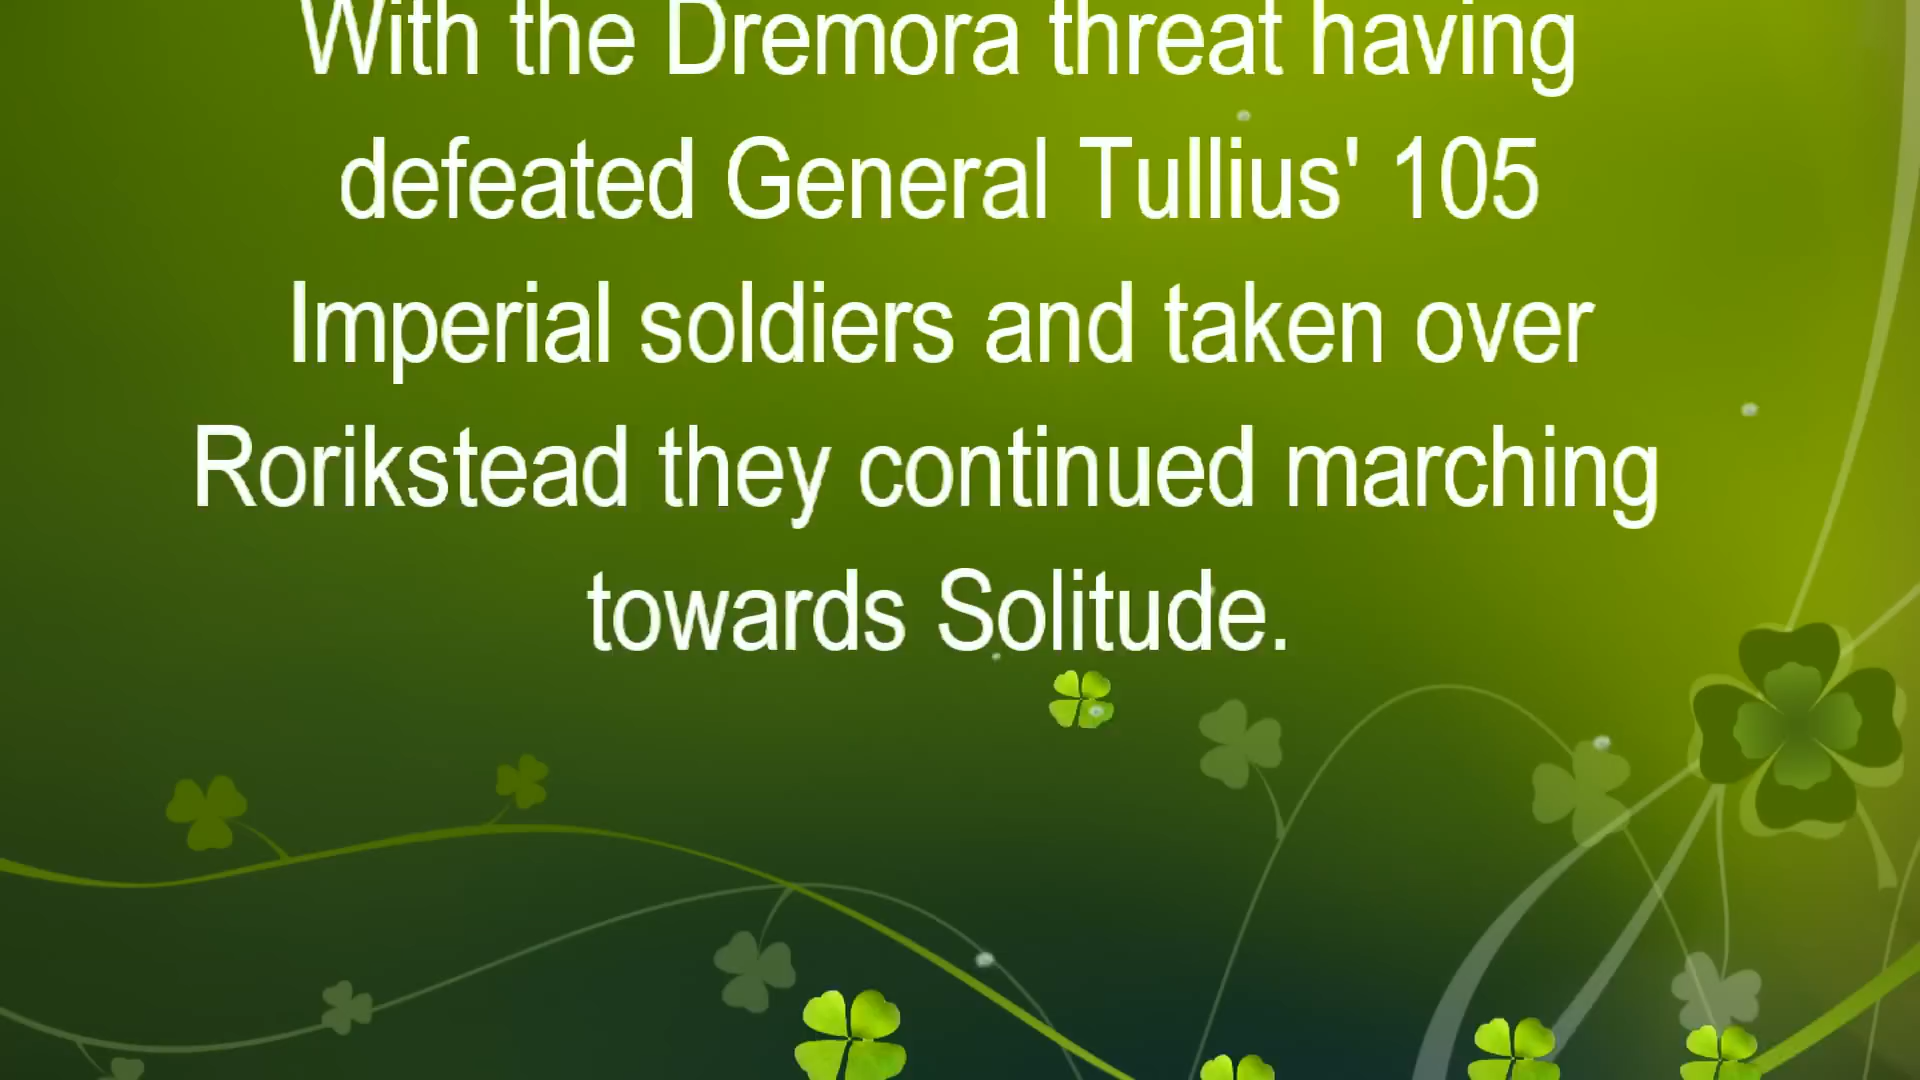 With the Dremora threat having
defeated General Tullius' 105
Imperial soldiers and taken over
Rorikstead they continued marching
towards Solitude.